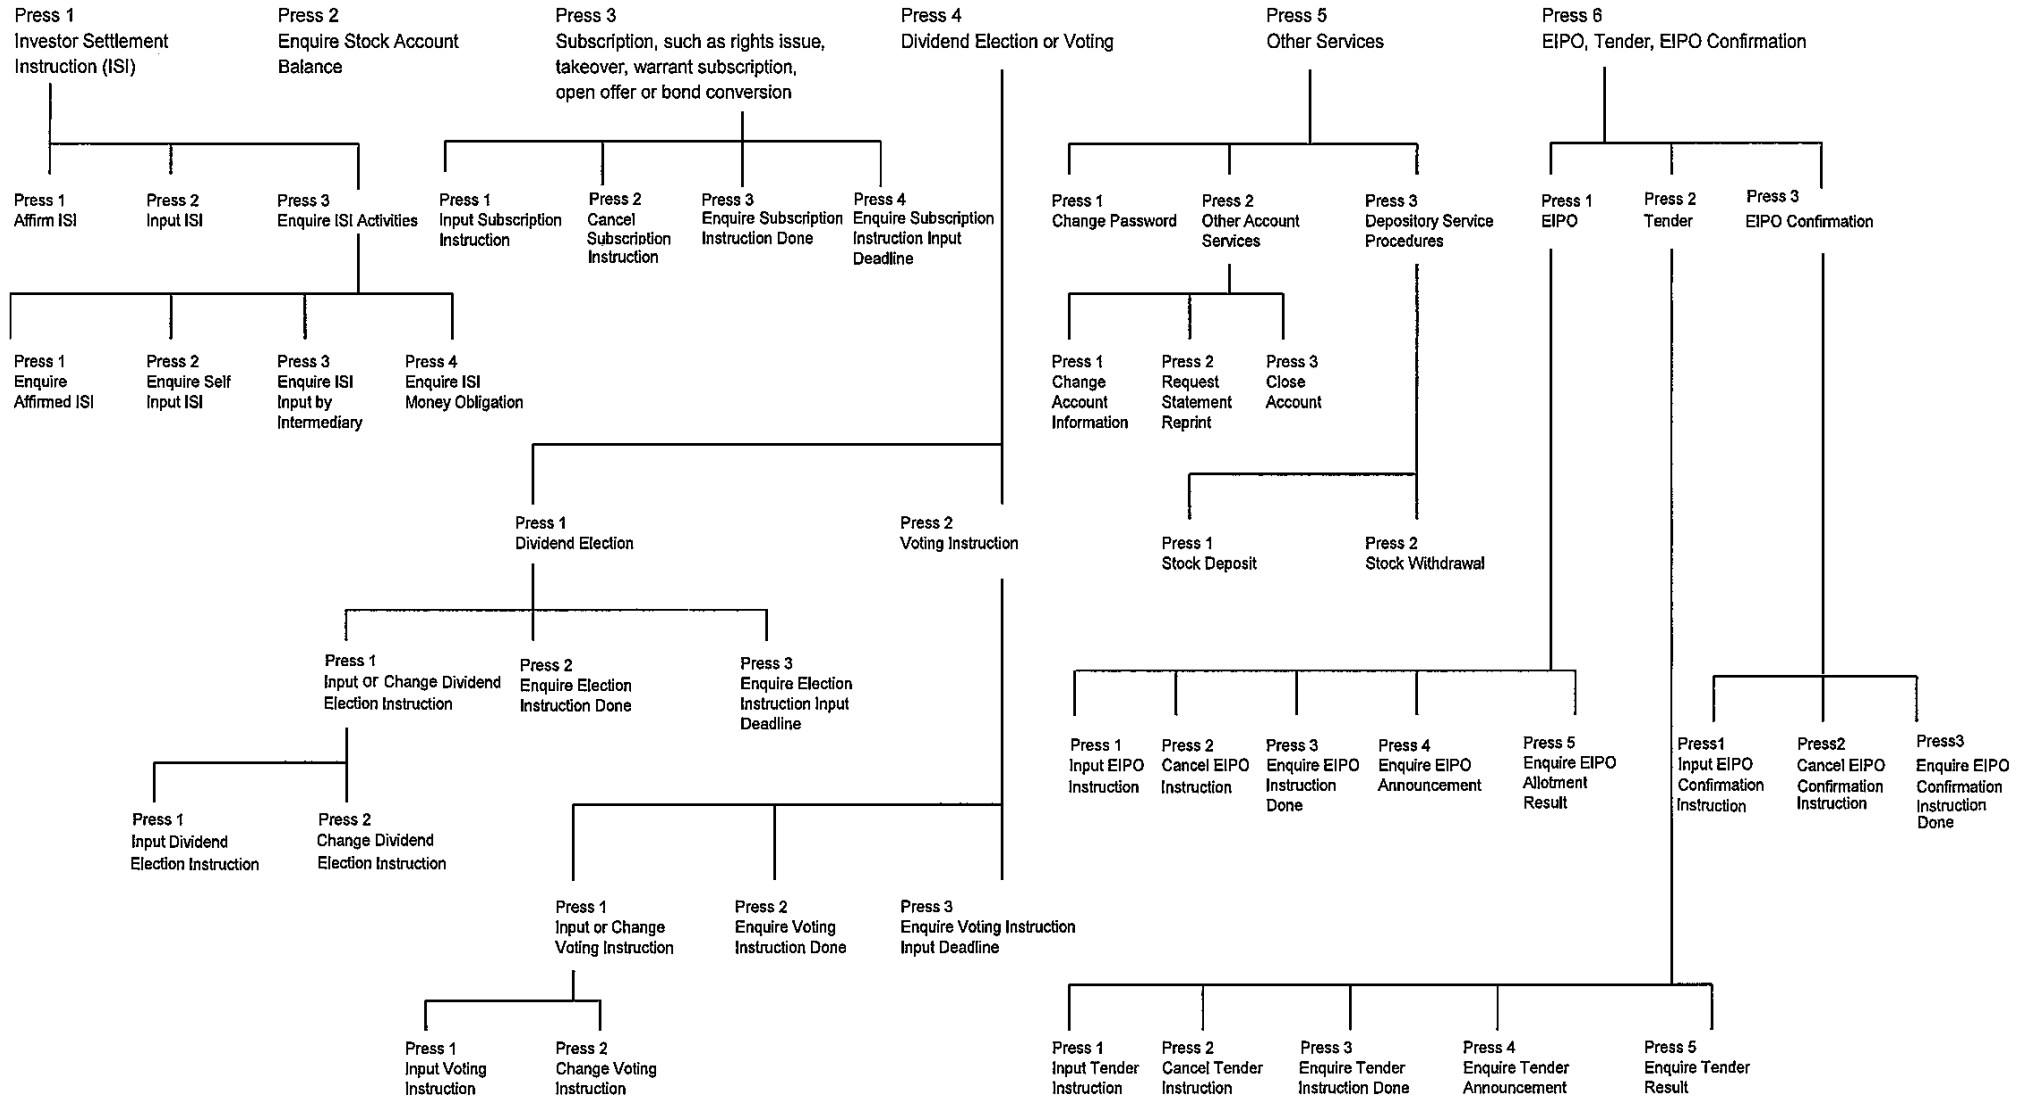 Press 1
Investor Settlement
Instruction (ISI)
Press 2
Enquire Stock Account
Balance
Press 3
Subscription, such as rights issue,
takeover, warrant subscription,
open offer or bond conversion
Press 4
Dividend Election or Voting
Press 5
Other Services
Press 6
EIPO, Tender, EIPO Confirmation
Press 1
Affirm ISI
Press 2
Input ISI
Press 3
Enquire ISI Activities
Press 1
Input Subscription
Instruction
Press 2
Cancel
Subscription
Instruction
Press 3
Enquire Subscription
Instruction Done
Press 4
Enquire Subscription
Instruction Input
Deadline
Press 1
Change Password
Press 2
Other Account
Services
Press 3
Depository Service
Procedures
Press 1
EIPO
Press 2
Tender
Press 3
EIPO Confirmation
Press 1
Enquire
Affirmed ISI
Press 2
Enquire Self
Input ISI
Press 3
Enquire ISI
Input by
Intermediary
Press 4
Enquire ISI
Money Obligation
Press 1
Change
Account
Information
Press 2
Request
Statement
Reprint
Press 3
Close
Account
Press 1
Dividend Election
Press 2
Voting Instruction
Press 1
Stock Deposit
Press 2
Stock Withdrawal
Press 1
Input or Change Dividend
Election Instruction
Press 2
Enquire Election
Instruction Done
Press 3
Enquire Election
Instruction Input
Deadline
Press 1
Input EIPO
Instruction
Press 2
Cancel EIPO
Instruction
Press 3
Enquire EIPO
Instruction
Done
Press 4
Enquire EIPO
Announcement
Press 5
Enquire EIPO
Allotment
Result
Press1
Input EIPO
Confirmation
Instruction
Press2
Cancel EIPO
Confirmation
Instruction
Press3
Enquire EIPO
Confirmation
Instruction
Done
Press 1
Input Dividend
Election Instruction
Press 2
Change Dividend
Election Instruction
Press 1
Input or Change
Voting Instruction
Press 2
Enquire Voting
Instruction Done
Press 3
Enquire Voting Instruction
Input Deadline
Press 1
Input Voting
Instruction
Press 2
Change Voting
Instruction
Press 1
Input Tender
Instruction
Press 2
Cancel Tender
Instruction
Press 3
Enquire Tender
Instruction Done
Press 4
Enquire Tender
Announcement
Press 5
Enquire Tender
Result